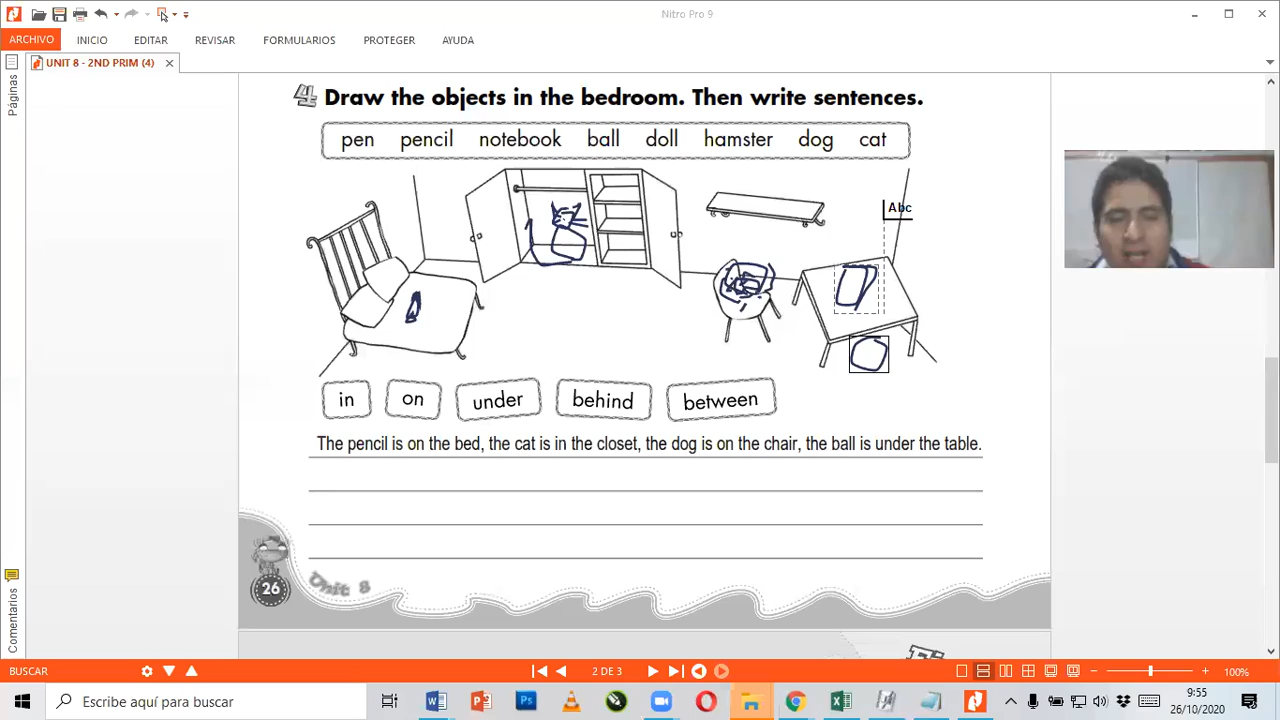 Nitro Pro 9
ARCHIVO INICIO EDITAR REVISAR FORMULARIOS PROTEGER AYUDA
UNIT 8 - 2ND PRIM (4)
Páginas
4 Draw the objects in the bedroom. Then write sentences.
pen pencil notebook ball doll hamster dog cat
Abc
in on under behind between
The pencil is on the bed, the cat is in the closet, the dog is on the chair, the ball is under the table.
26
Unit 8
Comentarios
BUSCAR
2 DE 3
100%
Escribe aquí para buscar
9:55
26/10/2020